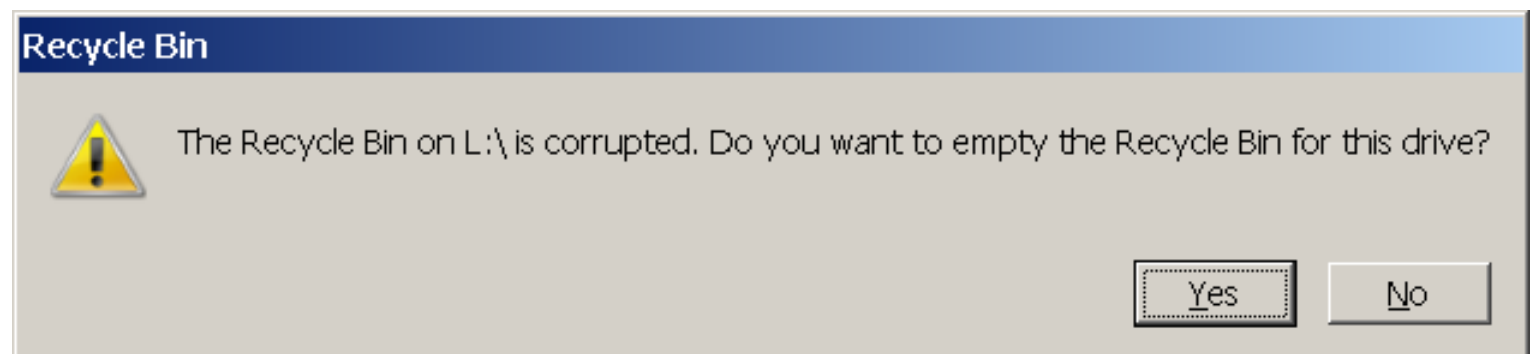 Recycle Bin
The Recycle Bin on L:\ is corrupted. Do you want to empty the Recycle Bin for this drive?
Yes No